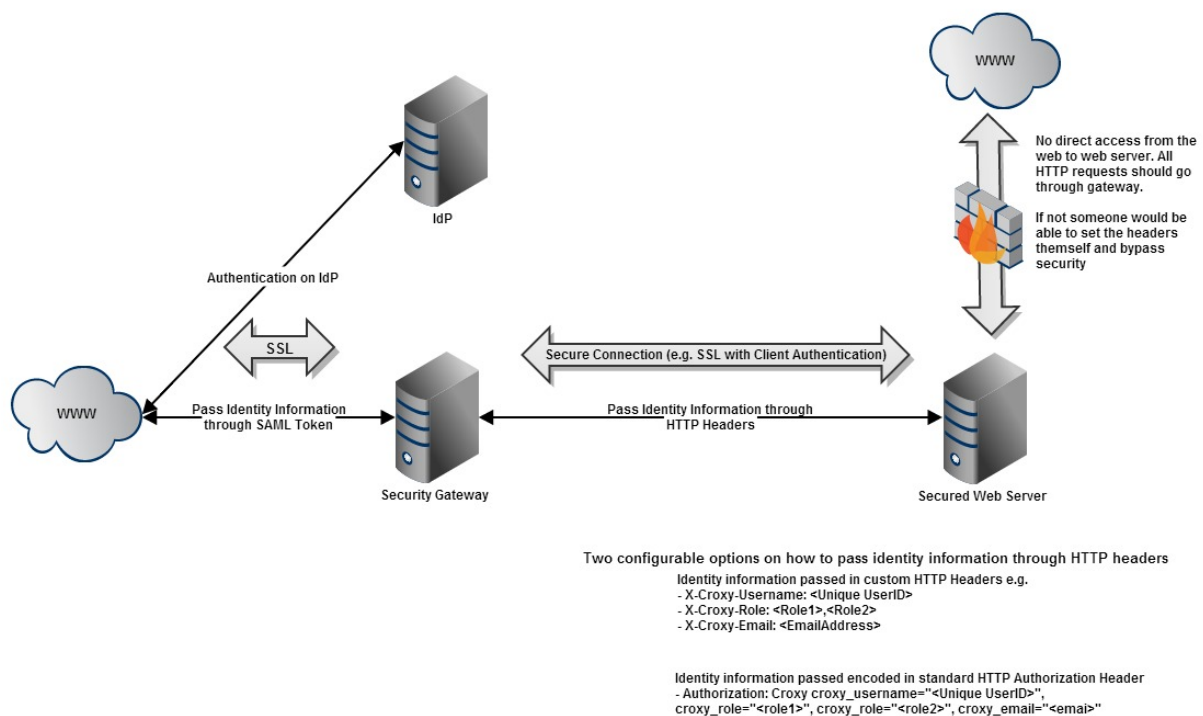 WWW
No direct access from the
web to web server. All
HTTP requests should go
through gateway.
If not someone would be
able to set the headers
themself and bypass
security
IdP
Authentication on IdP
SSL
Secure Connection (e.g. SSL with Client Authentication)
WWW
Pass Identity Information
through SAML Token
Pass Identity Information through
HTTP Headers
Security Gateway
Secured Web Server
Two configurable options on how to pass identity information through HTTP headers
Identity information passed in custom HTTP Headers e.g.
- X-Croxy-Username: <Unique UserID>
- X-Croxy-Role: <Role1>,<Role2>
- X-Croxy-Email: <EmailAddress>
Identity information passed encoded in standard HTTP Authorization Header
- Authorization: Croxy croxy_username="<Unique UserID>",
croxy_role="<role1>", croxy_role="<role2>", croxy_email="<emai>"